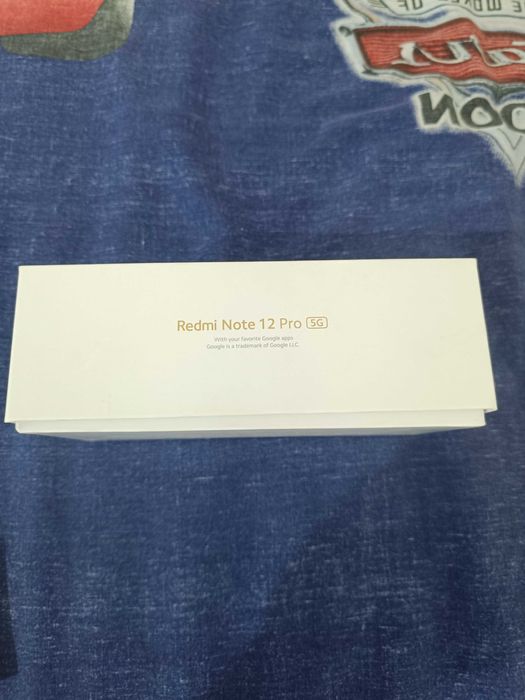 Redmi Note 12 Pro 5G
With your favorite Google apps
Google is a trademark of Google LLC.